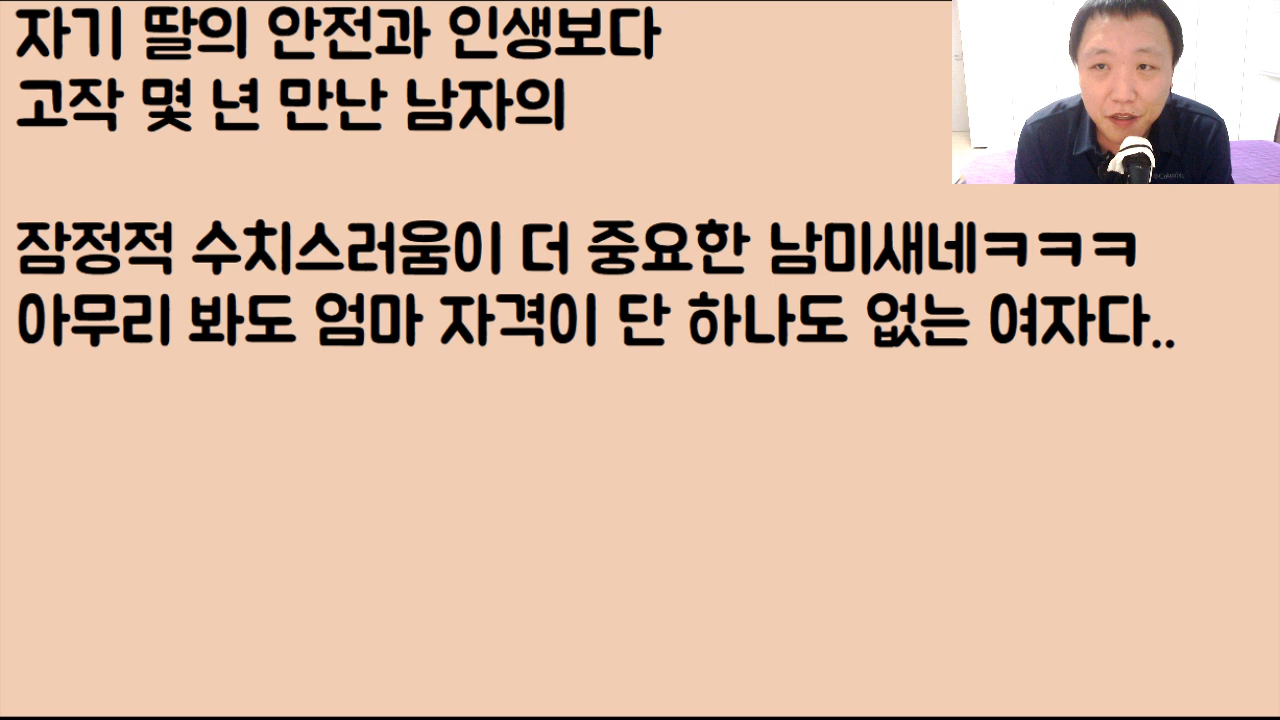 자기 딸의 안전과 인생보다
고작 몇 년 만난 남자의
잠정적 수치스러움이 더 중요한 남미새네ㅋㅋㅋ
아무리 봐도 엄마 자격이 단 하나도 없는 여자다..